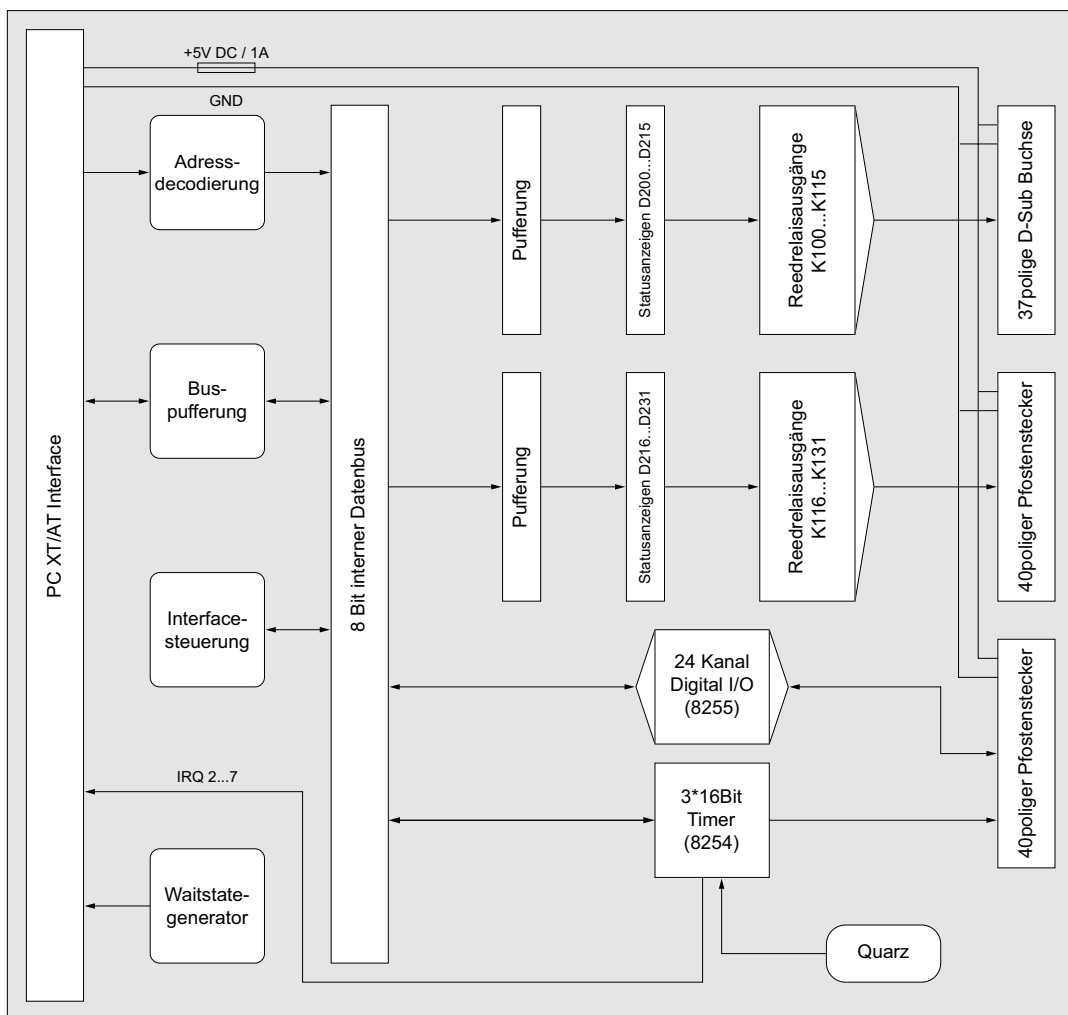 +5V DC / 1A
GND
PC XT/AT Interface
Adress-
decodierung
Bus-
pufferung
Interface-
steuerung
IRQ 2...7
Waitstate-
generator
8 Bit interner Datenbus
Pufferung
Statusanzeigen D200...D215
Reedrelaisausgänge
K100...K115
37polige D-Sub Buchse
Pufferung
Statusanzeigen D216...D231
Reedrelaisausgänge
K116...K131
40poliger Pfostenstecker
24 Kanal
Digital I/O
(8255)
3*16Bit
Timer
(8254)
40poliger Pfostenstecker
Quarz